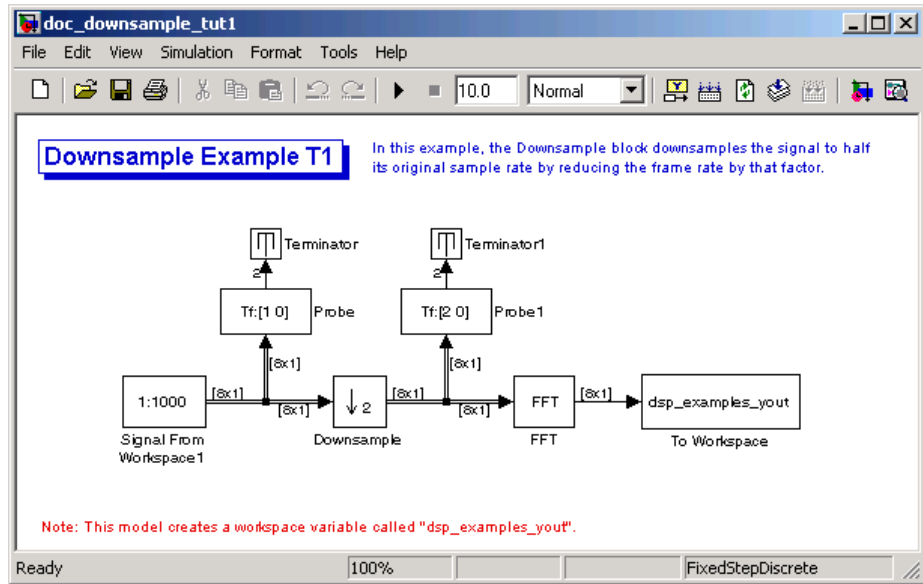 doc_downsample_tut1
File Edit View Simulation Format Tools Help
10.0 Normal
Downsample Example T1
In this example, the Downsample block downsamples the signal to half
its original sample rate by reducing the frame rate by that factor.
Terminator
Terminator1
2
2
Tf:[1 0]
Probe
Tf:[2 0]
Probe1
[8x1]
[8x1]
1:1000
[8x1]
[8x1]
2
[8x1]
[8x1]
FFT
[8x1]
dsp_examples_yout
Signal From
Workspace1
Downsample
FFT
To Workspace
Note: This model creates a workspace variable called "dsp_examples_yout".
Ready 100% FixedStepDiscrete